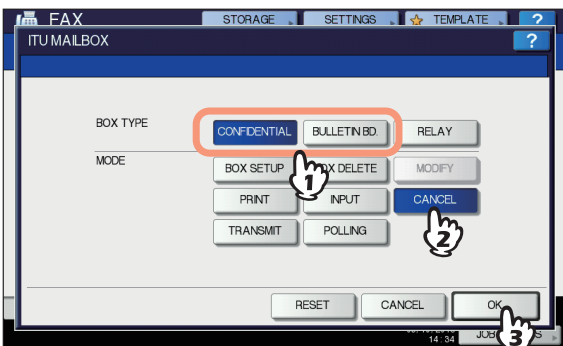 FAX STORAGE SETTINGS TEMPLATE ?
ITU MAILBOX ?
BOX TYPE CONFIDENTIAL BULLETIN BD. RELAY
MODE BOX SETUP BOX DELETE MODIFY
1
PRINT INPUT CANCEL
TRANSMIT POLLING
2
RESET CANCEL OK
3
14:34